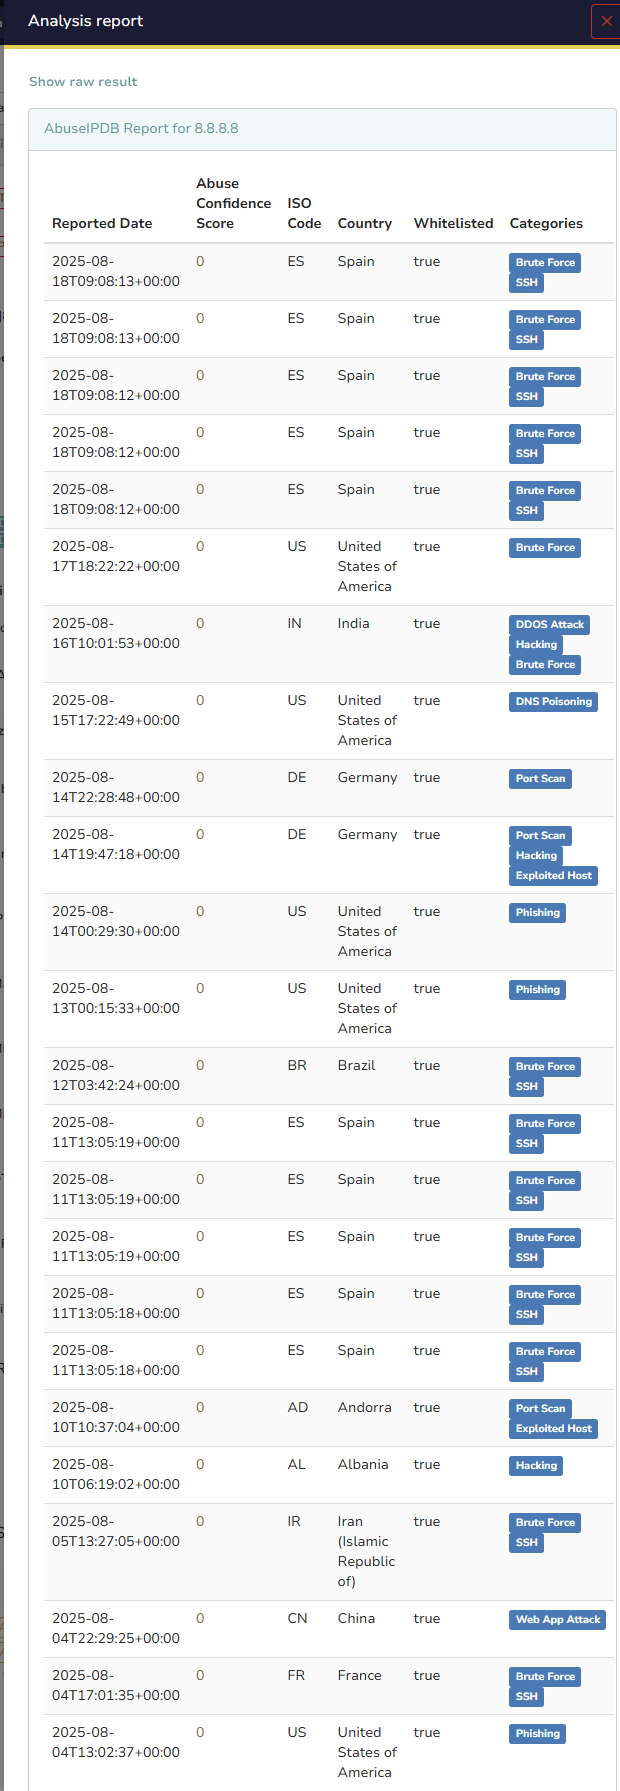 Analysis report
Show raw result
AbuseIPDB Report for 8.8.8.8
Reported Date Abuse Confidence Score ISO Code Country Whitelisted Categories
2025-08-18T09:08:13+00:00 0 ES Spain true Brute Force SSH
2025-08-18T09:08:13+00:00 0 ES Spain true Brute Force SSH
2025-08-18T09:08:12+00:00 0 ES Spain true Brute Force SSH
2025-08-18T09:08:12+00:00 0 ES Spain true Brute Force SSH
2025-08-18T09:08:12+00:00 0 ES Spain true Brute Force SSH
2025-08-17T18:22:22+00:00 0 US United States of America true Brute Force
2025-08-16T10:01:53+00:00 0 IN India true DDOS Attack Hacking Brute Force
2025-08-15T17:22:49+00:00 0 US United States of America true DNS Poisoning
2025-08-14T22:28:48+00:00 0 DE Germany true Port Scan
2025-08-14T19:47:18+00:00 0 DE Germany true Port Scan Hacking Exploited Host
2025-08-14T00:29:30+00:00 0 US United States of America true Phishing
2025-08-13T00:15:33+00:00 0 US United States of America true Phishing
2025-08-12T03:42:24+00:00 0 BR Brazil true Brute Force SSH
2025-08-11T13:05:19+00:00 0 ES Spain true Brute Force SSH
2025-08-11T13:05:19+00:00 0 ES Spain true Brute Force SSH
2025-08-11T13:05:19+00:00 0 ES Spain true Brute Force SSH
2025-08-11T13:05:18+00:00 0 ES Spain true Brute Force SSH
2025-08-11T13:05:18+00:00 0 ES Spain true Brute Force SSH
2025-08-10T10:37:04+00:00 0 AD Andorra true Port Scan Exploited Host
2025-08-10T06:19:02+00:00 0 AL Albania true Hacking
2025-08-05T13:27:05+00:00 0 IR Iran (Islamic Republic of) true Brute Force SSH
2025-08-04T22:29:25+00:00 0 CN China true Web App Attack
2025-08-04T17:01:35+00:00 0 FR France true Brute Force SSH
2025-08-04T13:02:37+00:00 0 US United States of America true Phishing